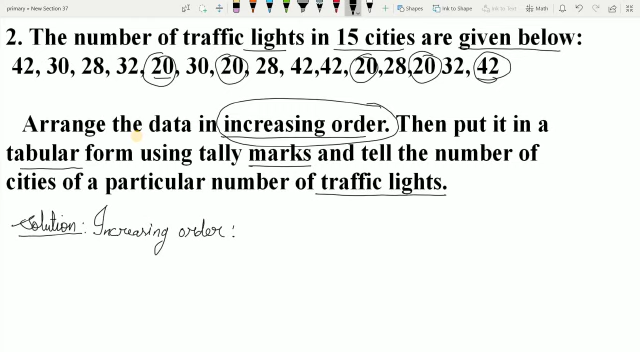 primary • New Section 37
Shapes Ink to Shape Ink to Text Math
2. The number of traffic lights in 15 cities are given below:
42, 30, 28, 32, 20, 30, 20, 28, 42,42, 20,28,20 32, 42
Arrange the data in increasing order. Then put it in a
tabular form using tally marks and tell the number of
cities of a particular number of traffic lights.
Solution: Increasing order: